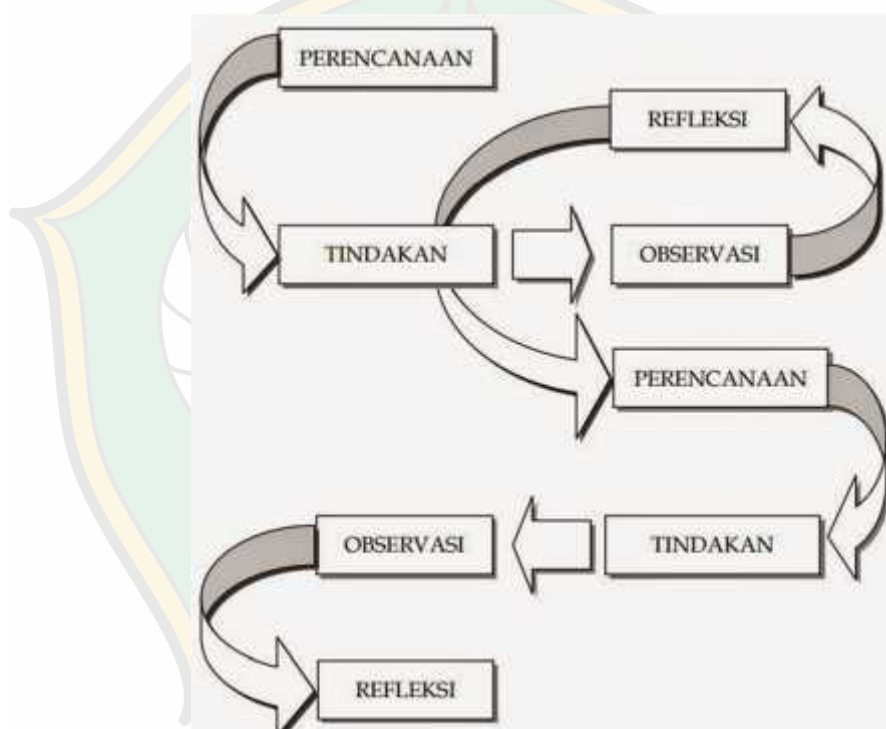 PERENCANAAN
REFLEKSI
TINDAKAN
OBSERVASI
PERENCANAAN
OBSERVASI
TINDAKAN
REFLEKSI